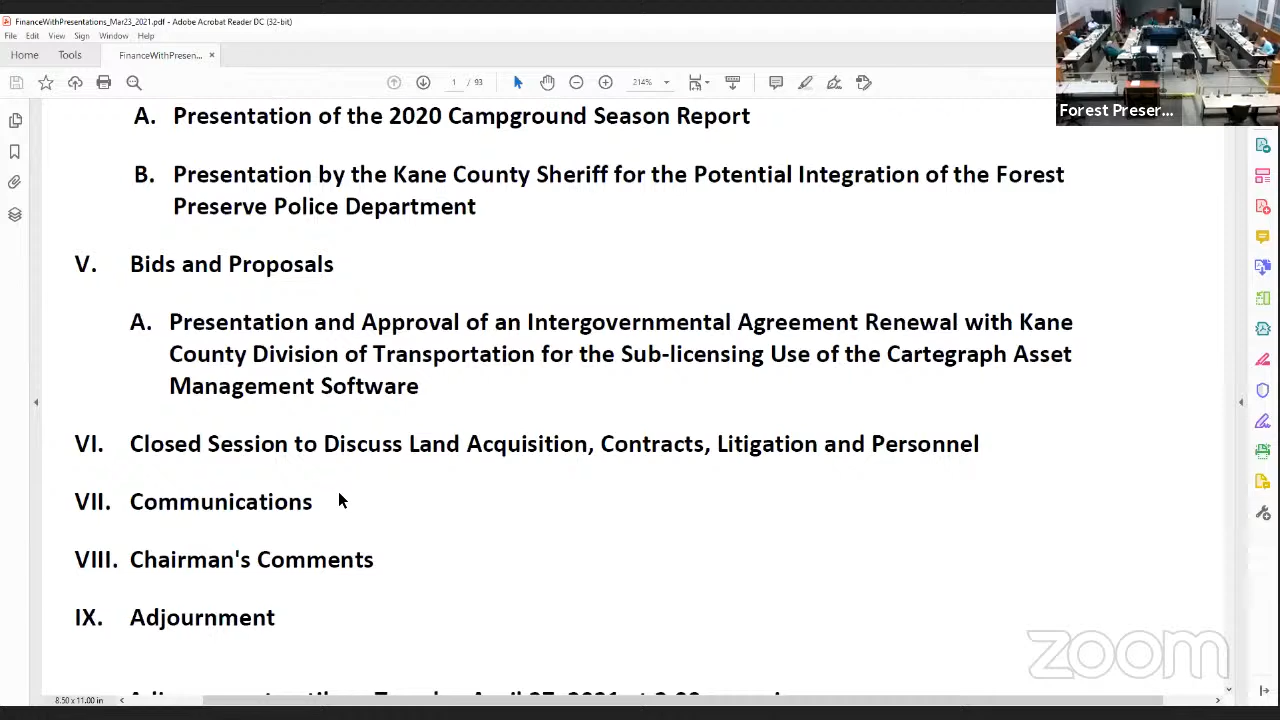 FinanceWithPresentations_Mar23_2021.pdf - Adobe Acrobat Reader DC (32-bit)
File Edit View Sign Window Help
Home Tools FinanceWithPresen... ×
1 / 93 214%
Forest Preser...
A. Presentation of the 2020 Campground Season Report
B. Presentation by the Kane County Sheriff for the Potential Integration of the Forest
Preserve Police Department
V. Bids and Proposals
A. Presentation and Approval of an Intergovernmental Agreement Renewal with Kane
County Division of Transportation for the Sub-licensing Use of the Cartegraph Asset
Management Software
VI. Closed Session to Discuss Land Acquisition, Contracts, Litigation and Personnel
VII. Communications
VIII. Chairman's Comments
IX. Adjournment
zoom
8.50 x 11.00 in